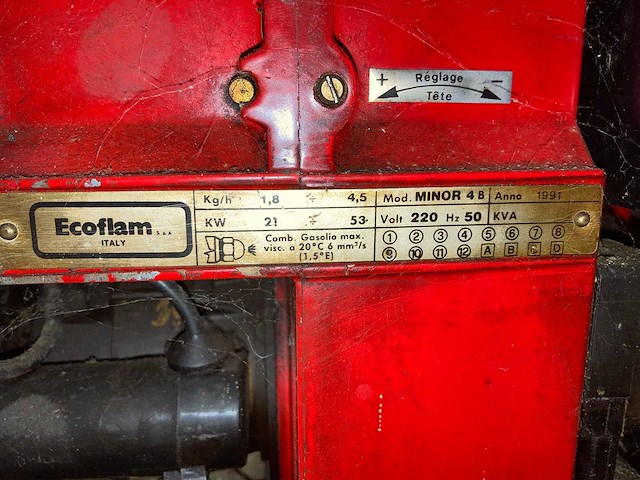 + Réglage −
Tête
Ecoflam S.p.A.
ITALY
Kg/h 1,8 ÷ 4,5
KW 21 ÷ 53
Comb. Gasolio max.
visc. a 20°C 6 mm²/s
(1,5°E)
Mod. MINOR 4 B Anno 1991
Volt 220 Hz 50 KVA
1 2 3 4 5 6 7 8
9 10 11 12 A B C D